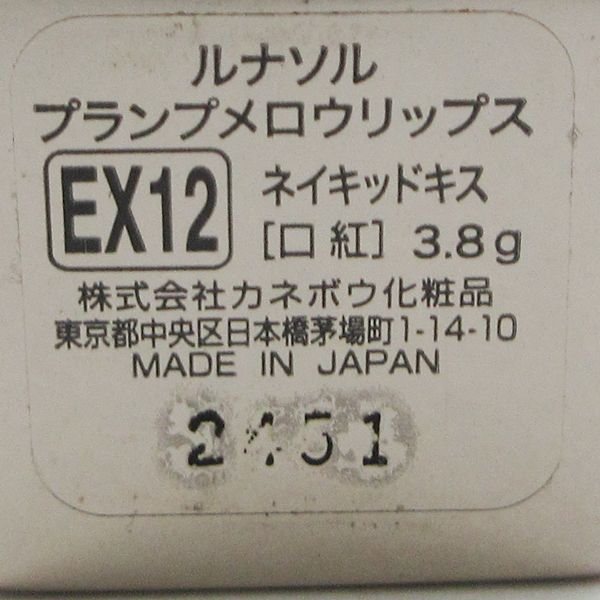 ルナソル
プランプメロウリップス
EX12 ネイキッドキス
[口紅] 3.8g
株式会社カネボウ化粧品
東京都中央区日本橋茅場町1-14-10
MADE IN JAPAN
2451